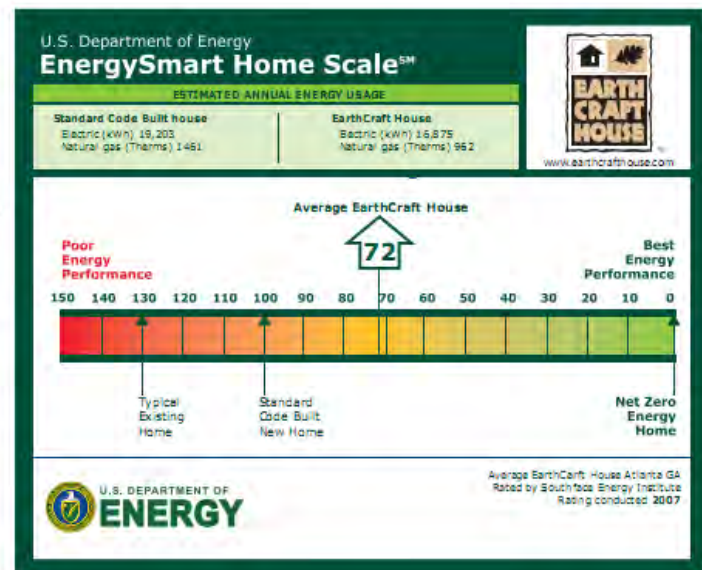 U.S. Department of Energy
EnergySmart Home Scale℠
ESTIMATED ANNUAL ENERGY USAGE
Standard Code Built house
Electric (kWh) 19,203
Natural gas (Therms) 1461
EarthCraft House
Electric (kWh) 16,875
Natural gas (Therms) 962
EARTH
CRAFT
HOUSE
www.earthcrafthouse.com
Average EarthCraft House
72
Poor
Energy
Performance
Best
Energy
Performance
150 140 130 120 110 100 90 80 70 60 50 40 30 20 10 0
Typical
Existing
Home
Standard
Code Built
New Home
Net Zero
Energy
Home
U.S. DEPARTMENT OF
ENERGY
Average EarthCarft House Atlanta GA
Rated by Southface Energy Institute
Rating conducted 2007